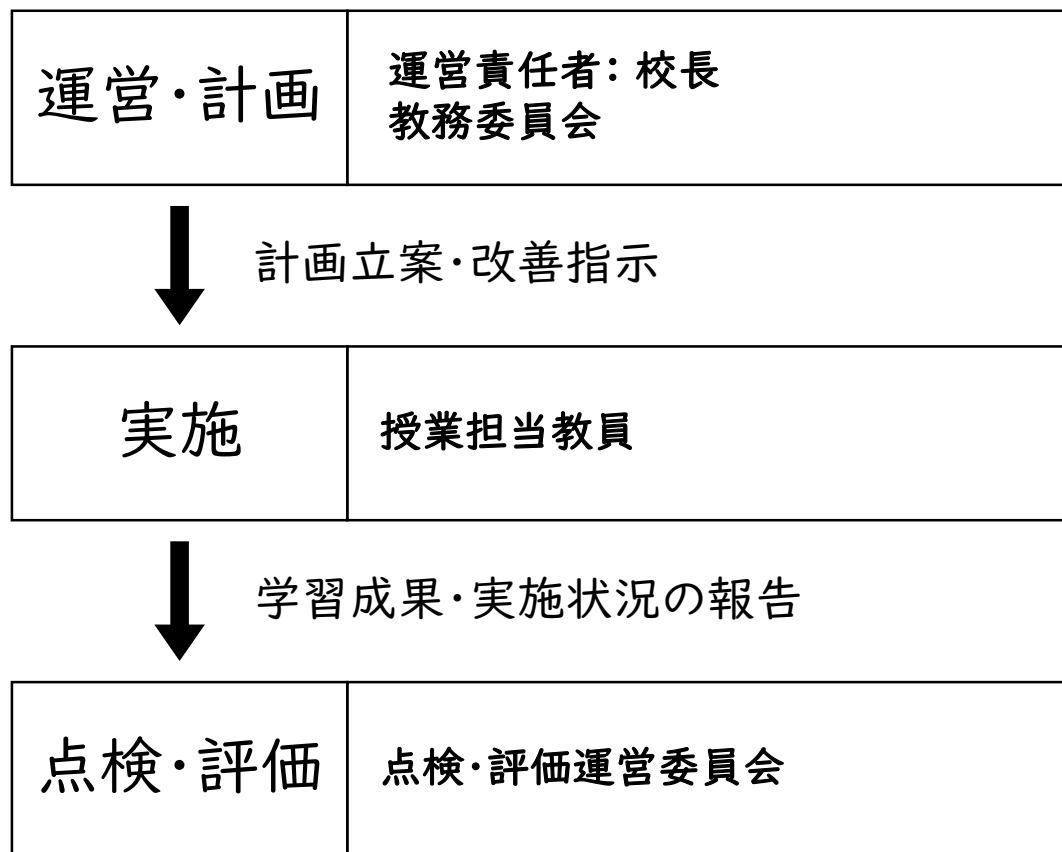 運営・計画
運営責任者：校長
教務委員会
計画立案・改善指示
実施
授業担当教員
学習成果・実施状況の報告
点検・評価
点検・評価運営委員会